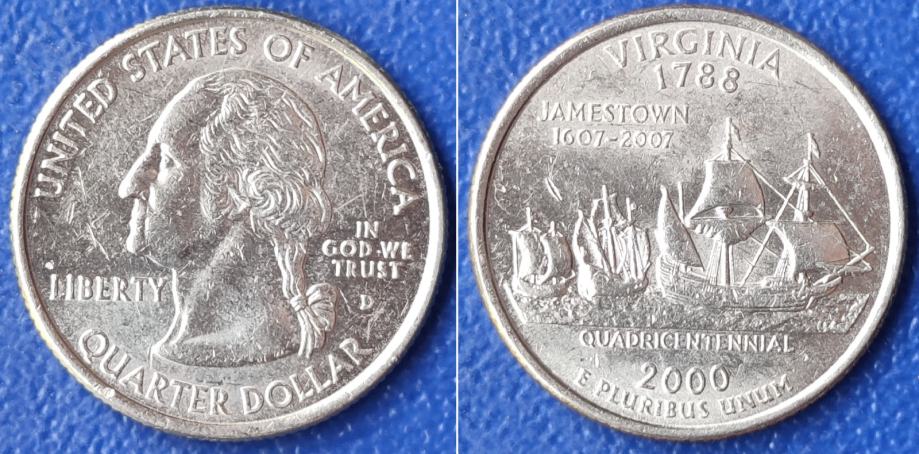 UNITED STATES OF AMERICA
IN
GOD WE
TRUST
LIBERTY
D
QUARTER DOLLAR
VIRGINIA
1788
JAMESTOWN
1607-2007
QUADRICENTENNIAL
2000
E PLURIBUS UNUM